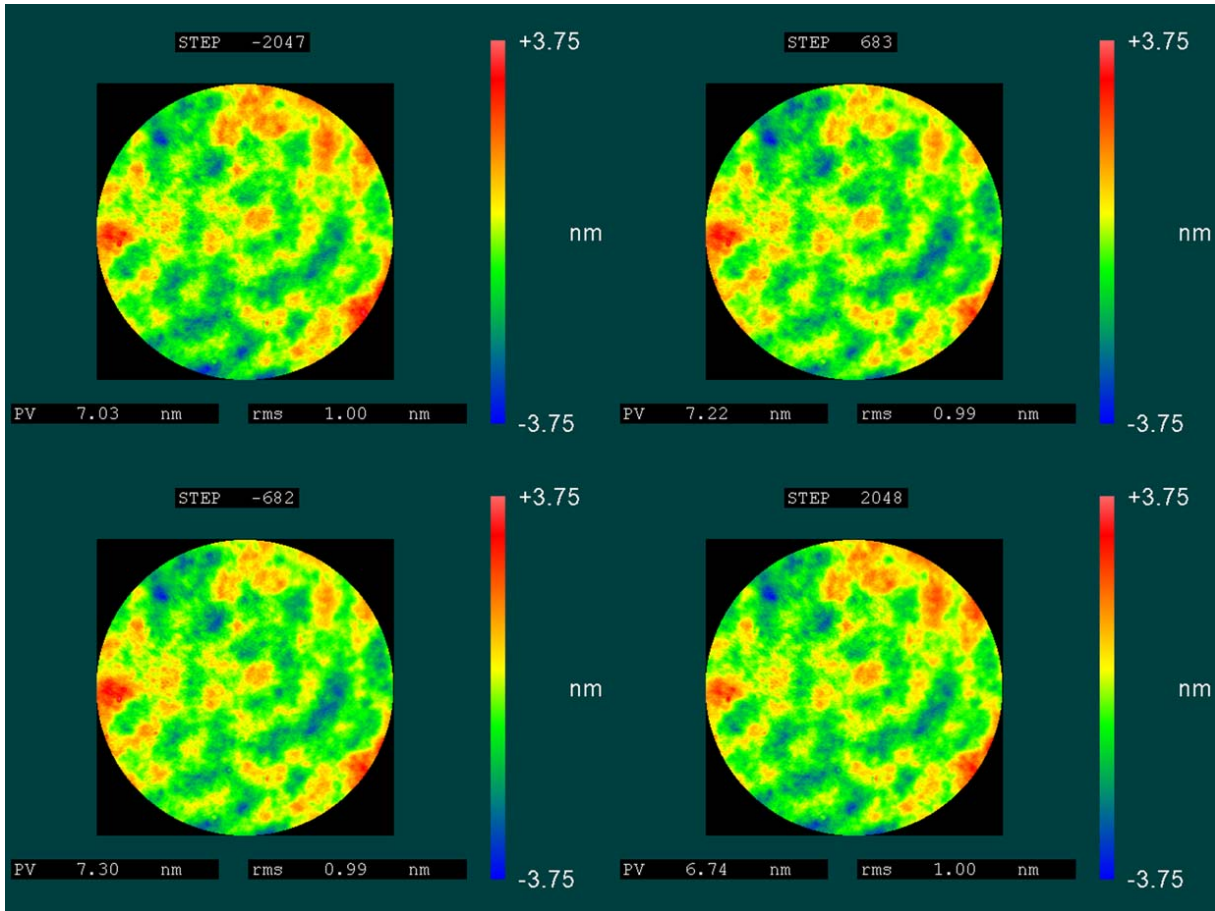 STEP -2047
+3.75
nm
-3.75
PV 7.03 nm
rms 1.00 nm
STEP 683
+3.75
nm
-3.75
PV 7.22 nm
rms 0.99 nm
STEP -682
+3.75
nm
-3.75
PV 7.30 nm
rms 0.99 nm
STEP 2048
+3.75
nm
-3.75
PV 6.74 nm
rms 1.00 nm